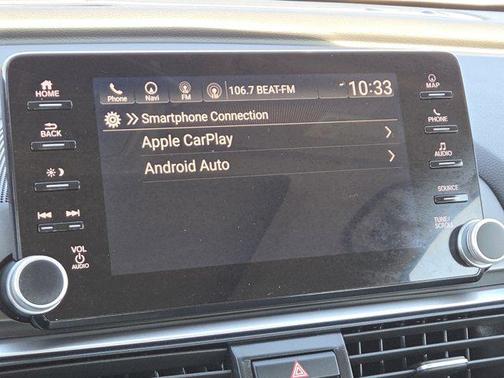 HOME
BACK
VOL
AUDIO
Phone
Navi
FM
106.7 BEAT-FM
10:33
Smartphone Connection
Apple CarPlay
Android Auto
MAP
PHONE
AUDIO
SOURCE
TUNE/
SCROLL